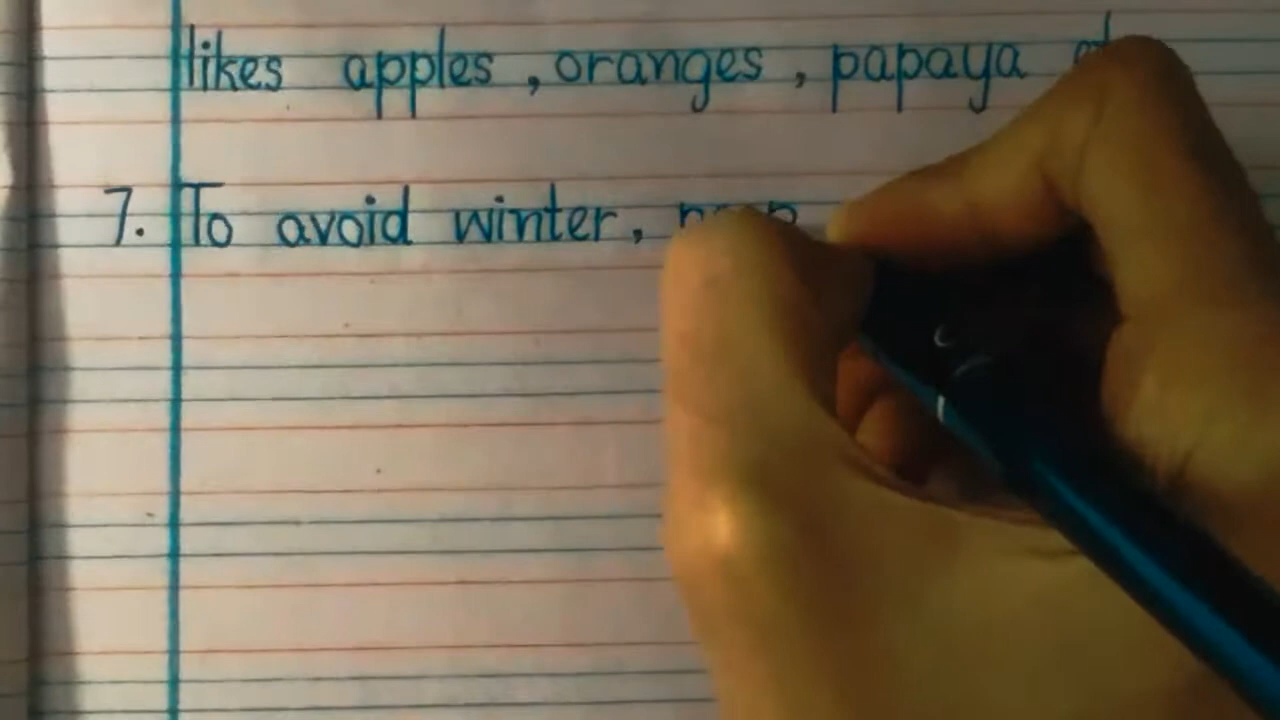 likes apples , oranges , papaya
7. To avoid winter,